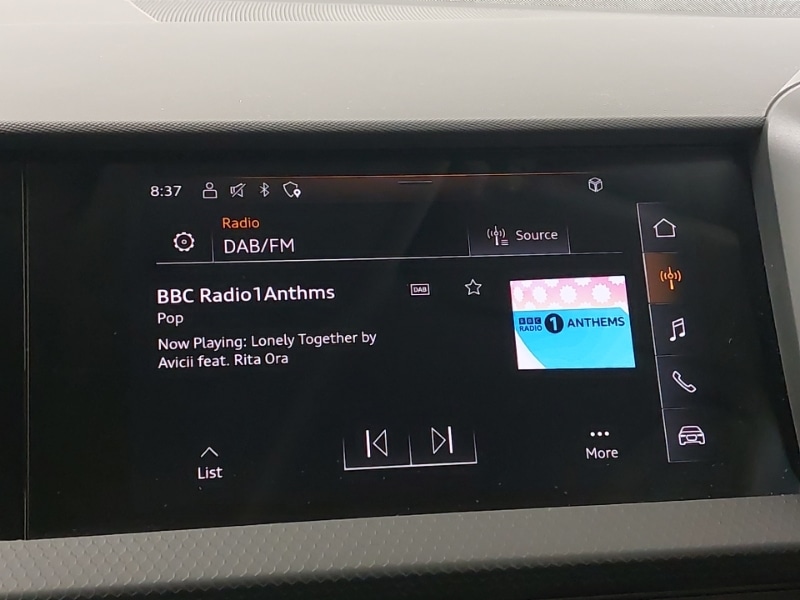 8:37
Radio
DAB/FM
Source
BBC Radio1Anthms
DAB
Pop
Now Playing: Lonely Together by
Avicii feat. Rita Ora
BBC
RADIO 1 ANTHEMS
List
More